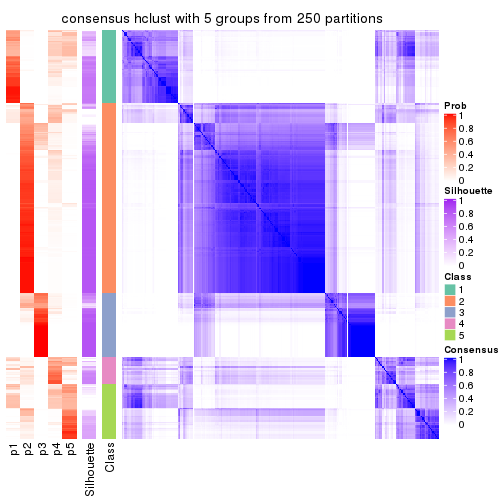 consensus hclust with 5 groups from 250 partitions
Prob
1
0.8
0.6
0.4
0.2
0
Silhouette
1
0.8
0.6
0.4
0.2
0
Class
1
2
3
4
5
Consensus
1
0.8
0.6
0.4
0.2
0
p1
p2
p3
p4
p5
Silhouette
Class